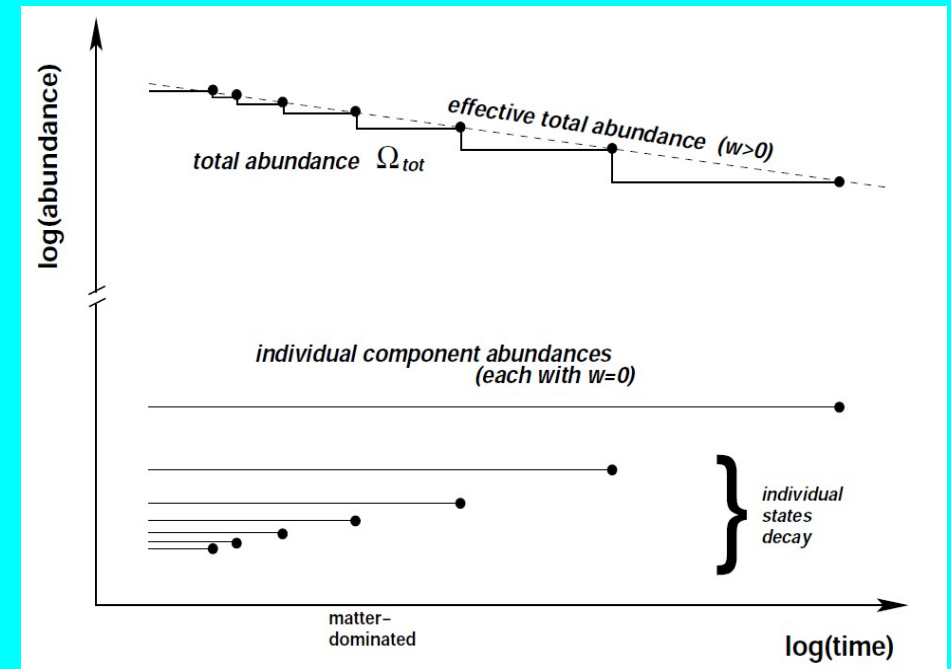 log(abundance)
effective total abundance (w>0)
total abundance Ωtot
individual component abundances
(each with w=0)
individual
states
decay
matter–
dominated
log(time)